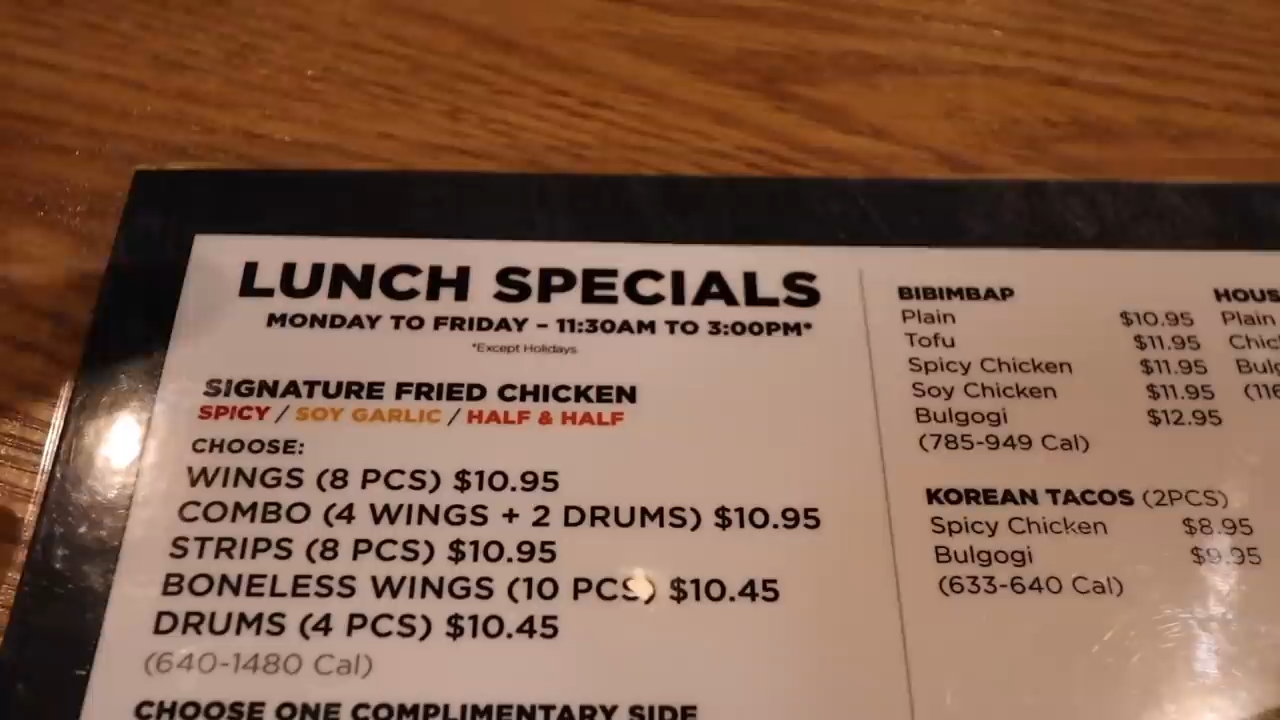 LUNCH SPECIALS
MONDAY TO FRIDAY – 11:30AM TO 3:00PM*
*Except Holidays
SIGNATURE FRIED CHICKEN
SPICY / SOY GARLIC / HALF & HALF
CHOOSE:
WINGS (8 PCS) $10.95
COMBO (4 WINGS + 2 DRUMS) $10.95
STRIPS (8 PCS) $10.95
BONELESS WINGS (10 PCS) $10.45
DRUMS (4 PCS) $10.45
(640-1480 Cal)
CHOOSE ONE COMPLIMENTARY SIDE
BIBIMBAP
Plain $10.95
Tofu $11.95
Spicy Chicken $11.95
Soy Chicken $11.95
Bulgogi $12.95
(785-949 Cal)
KOREAN TACOS (2PCS)
Spicy Chicken $8.95
Bulgogi $9.95
(633-640 Cal)
Plain